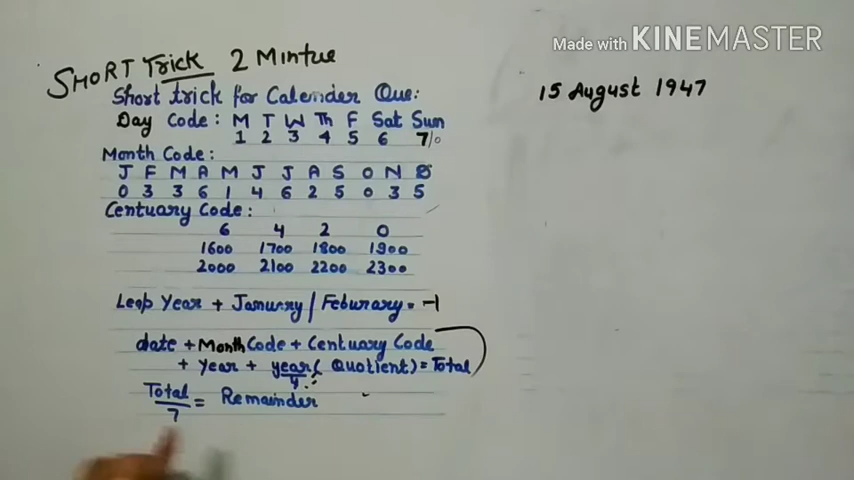 Made with KINEMASTER
SHORT Trick 2 Mintue
Short trick for Calender Que:
15 August 1947
Day Code: M T W Th F Sat Sun
1 2 3 4 5 6 7/0
Month Code:
J F M A M J J A S O N D
0 3 3 6 1 4 6 2 5 0 3 5
Centuary Code:
6 4 2 0
1600 1700 1800 1900
2000 2100 2200 2300
Leap Year + January / Feburary = -1
date + Month Code + Centuary Code
+ Year + year/4 (Quotient) = Total
Total/7 = Remainder